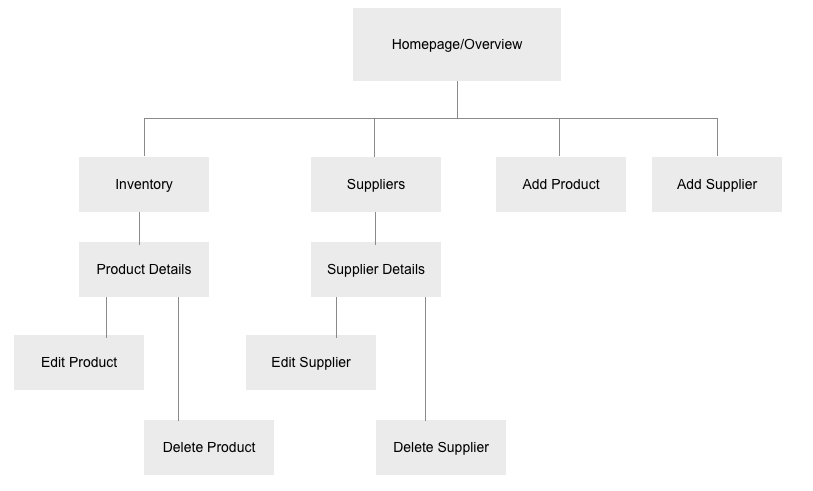 Homepage/Overview
Inventory
Suppliers
Add Product
Add Supplier
Product Details
Supplier Details
Edit Product
Edit Supplier
Delete Product
Delete Supplier